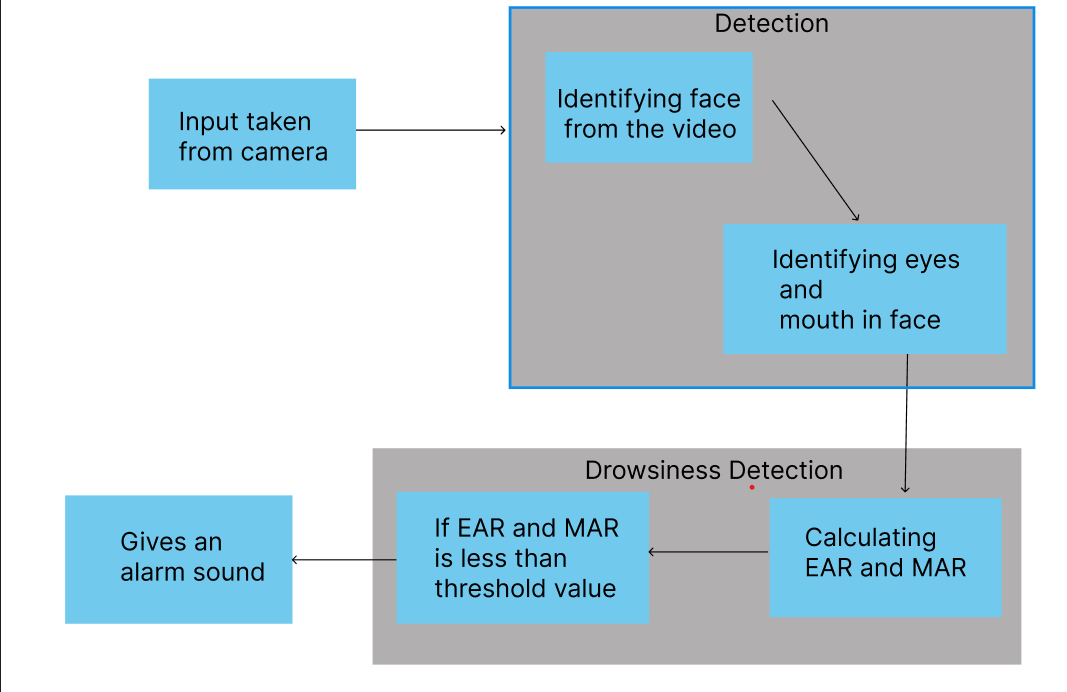 Input taken
from camera
Detection
Identifying face
from the video
Identifying eyes
and
mouth in face
Drowsiness Detection
Calculating
EAR and MAR
If EAR and MAR
is less than
threshold value
Gives an
alarm sound